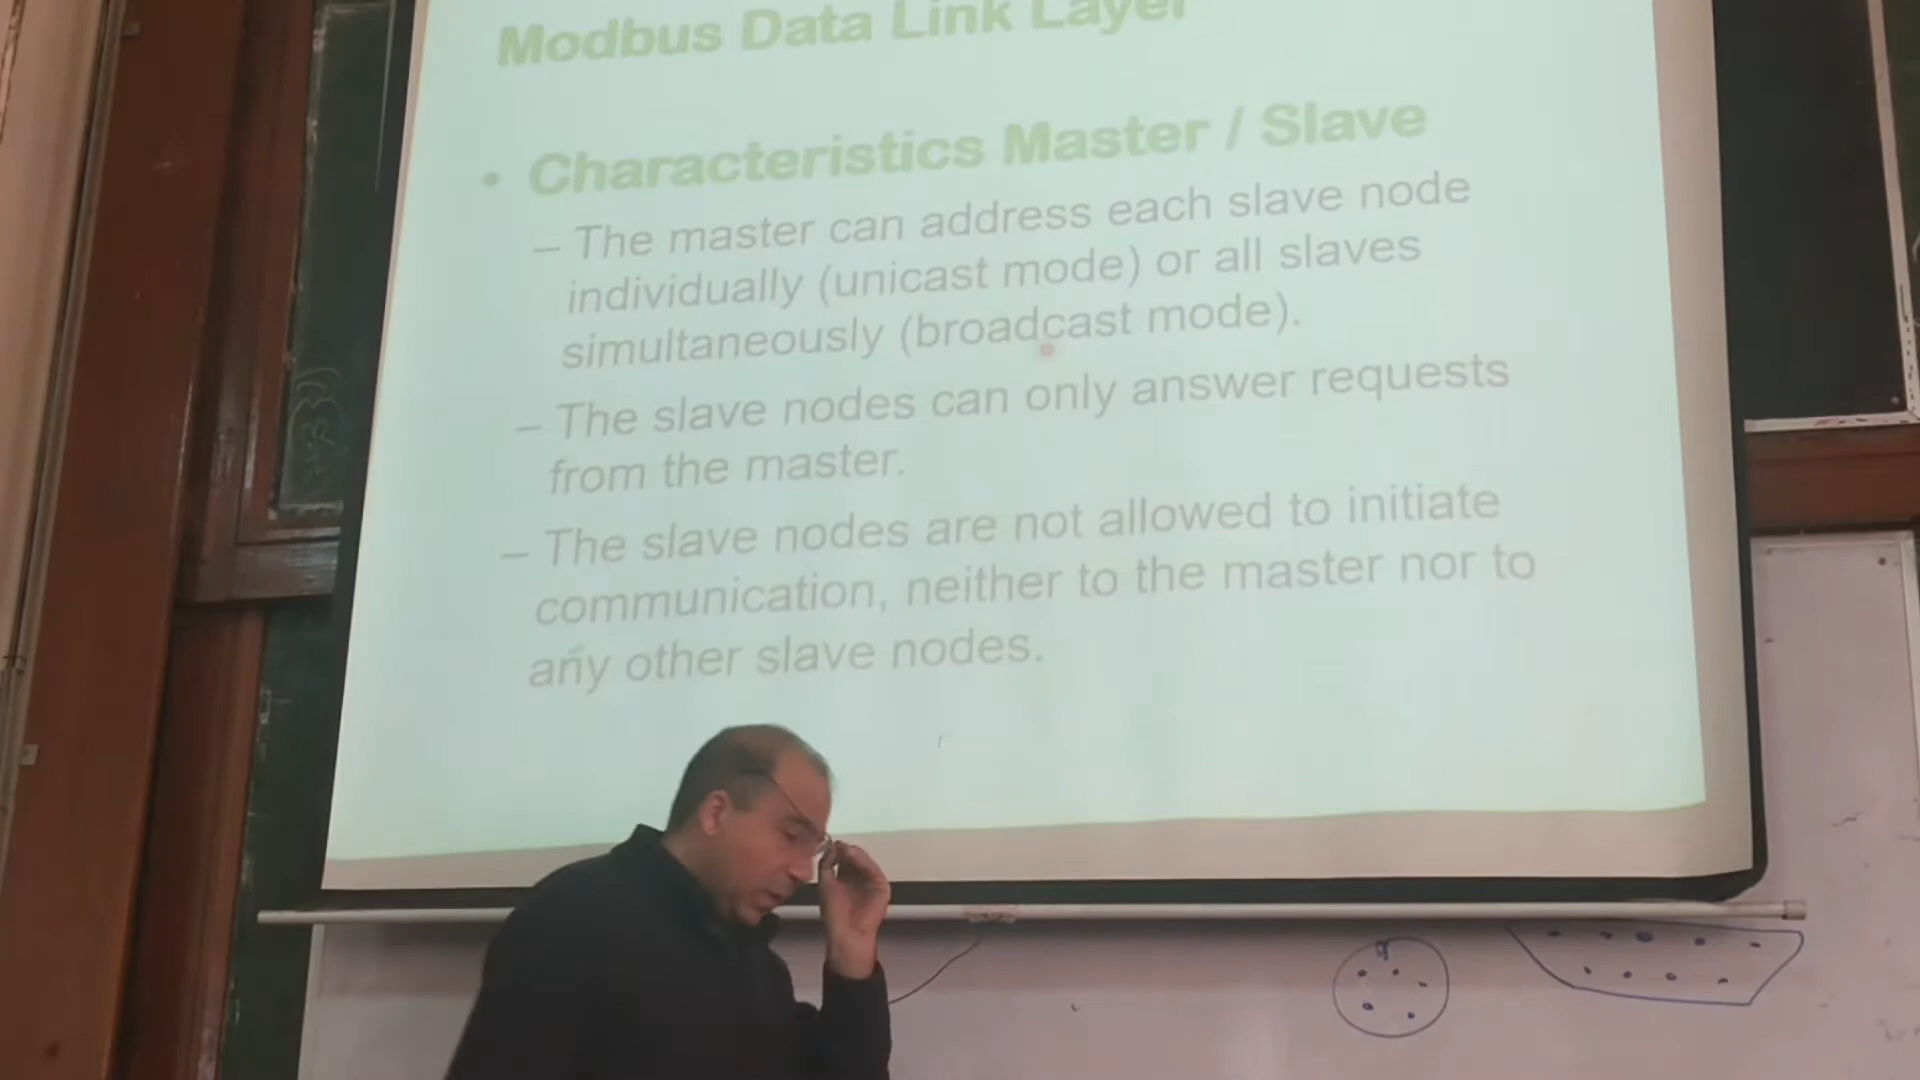 Modbus Data Link Layer
• Characteristics Master / Slave
– The master can address each slave node
individually (unicast mode) or all slaves
simultaneously (broadcast mode).
– The slave nodes can only answer requests
from the master.
– The slave nodes are not allowed to initiate
communication, neither to the master nor to
any other slave nodes.